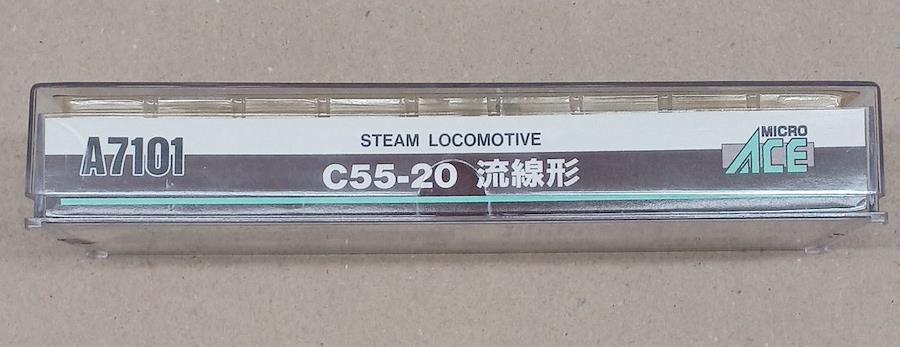 A7101
STEAM LOCOMOTIVE
C55-20 流線形
MICRO
ACE